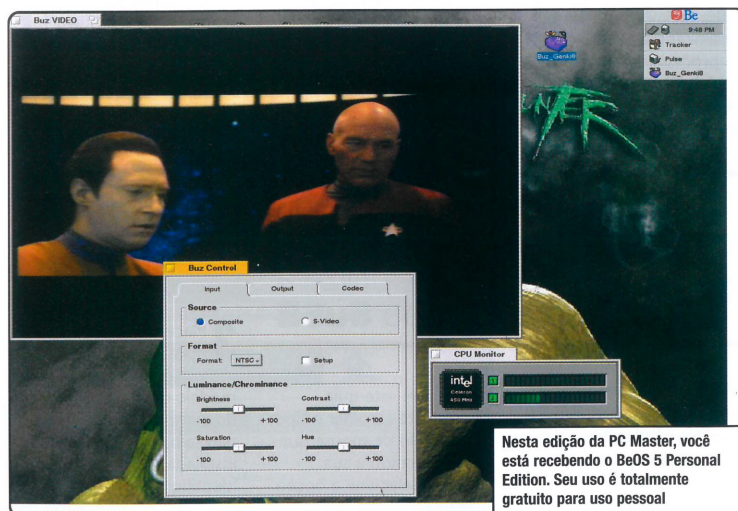 Buz VIDEO
Buz_Genki8
Be
9:48 PM
Tracker
Pulse
Buz_Genki8
Buz Control
Input Output Codec
Source
Composite S-Video
Format
Format: NTSC Setup
Luminance/Chrominance
Brightness Contrast
-100 +100 -100 +100
Saturation Hue
-100 +100 -100 +100
CPU Monitor
intel
Celeron
450 MHz
1
2
Nesta edição da PC Master, você
está recebendo o BeOS 5 Personal
Edition. Seu uso é totalmente
gratuito para uso pessoal